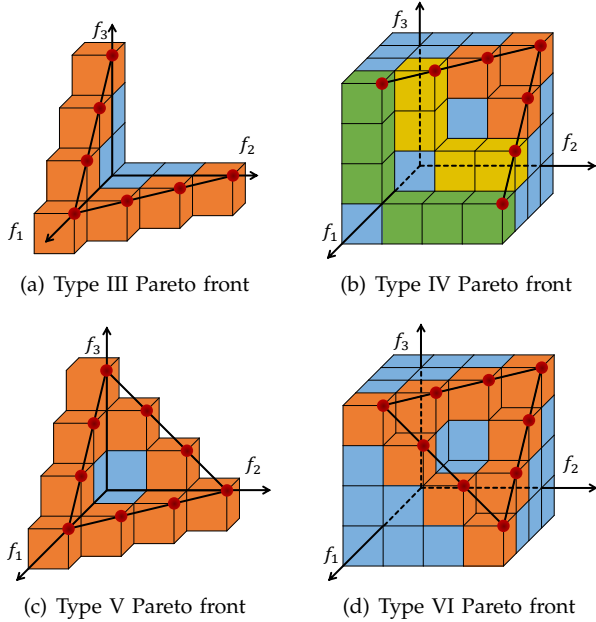 f₃
f₂
f₁
f₃
f₂
f₁
(a) Type III Pareto front
(b) Type IV Pareto front
f₃
f₂
f₁
f₃
f₂
f₁
(c) Type V Pareto front
(d) Type VI Pareto front